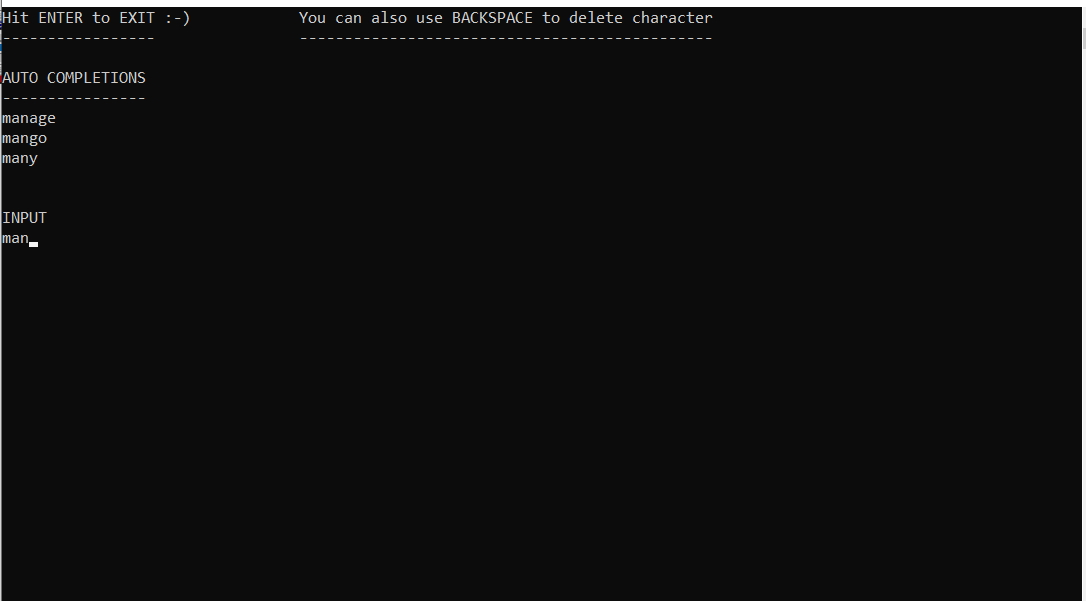 Hit ENTER to EXIT :-) You can also use BACKSPACE to delete character
----------------- ----------------------------------------------
AUTO COMPLETIONS
----------------
manage
mango
many
INPUT
man